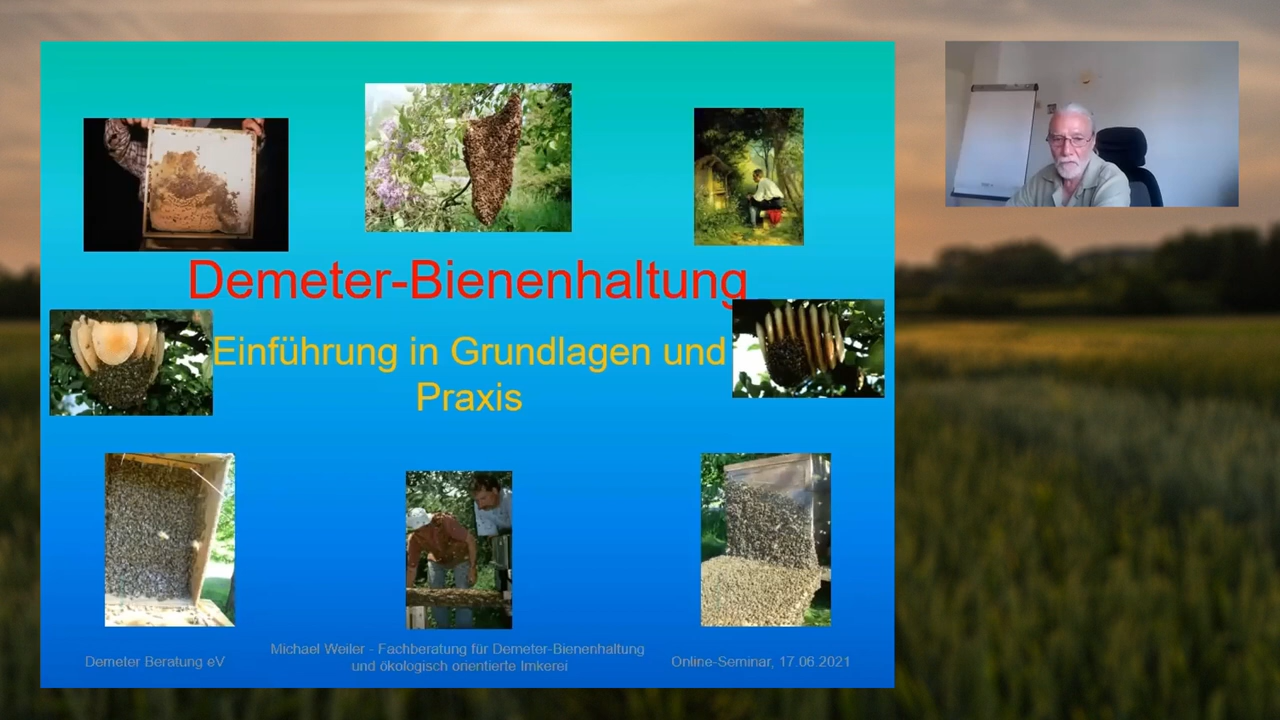 Demeter-Bienenhaltung
Einführung in Grundlagen und
Praxis
Demeter Beratung eV
Michael Weiler - Fachberatung für Demeter-Bienenhaltung
und ökologisch orientierte Imkerei
Online-Seminar, 17.06.2021